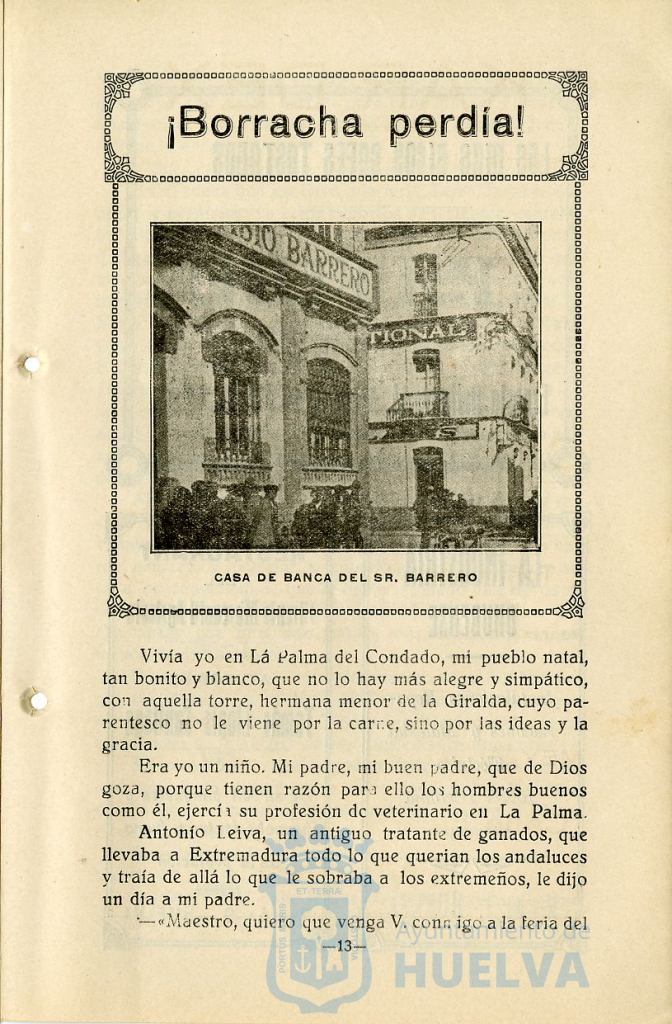 ¡Borracha perdía!
BIO BARRERO
TIONAL
CASA DE BANCA DEL SR. BARRERO
Vivía yo en Lá Palma del Condado, mi pueblo natal,
tan bonito y blanco, que no lo hay más alegre y simpático,
con aquella torre, hermana menor de la Giralda, cuyo pa-
rentesco no le viene por la carne, sino por las ideas y la
gracia.
Era yo un niño. Mi padre, mi buen padre, que de Dios
goza, porque tienen razón para ello los hombres buenos
como él, ejercía su profesión de veterinario en La Palma.
Antonío Leiva, un antiguo tratante de ganados, que
llevaba a Extremadura todo lo que querian los andaluces
y traía de allá lo que le sobraba a los extremeños, le dijo
un día a mi padre.
—«Maestro, quiero que venga V. conmigo a la feria del
—13—
PORTUS MARIS
ET TERRÆ
Ayuntamiento de
HUELVA